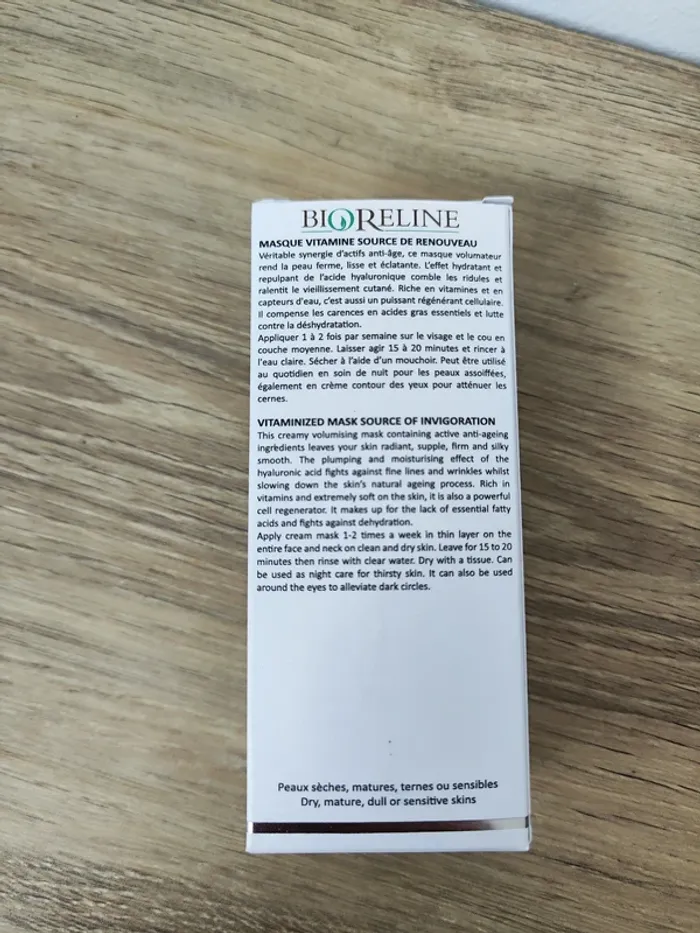 BIORELINE
MASQUE VITAMINE SOURCE DE RENOUVEAU
Véritable synergie d'actifs anti-âge, ce masque volumateur
rend la peau ferme, lisse et éclatante. L'effet hydratant et
repulpant de l'acide hyaluronique comble les ridules et
ralentit le vieillissement cutané. Riche en vitamines et en
capteurs d'eau, c'est aussi un puissant régénérant cellulaire.
Il compense les carences en acides gras essentiels et lutte
contre la déshydratation.
Appliquer 1 à 2 fois par semaine sur le visage et le cou en
couche moyenne. Laisser agir 15 à 20 minutes et rincer à
l'eau claire. Sécher à l'aide d'un mouchoir. Peut être utilisé
au quotidien en soin de nuit pour les peaux assoiffées,
également en crème contour des yeux pour atténuer les
cernes.
VITAMINIZED MASK SOURCE OF INVIGORATION
This creamy volumising mask containing active anti-ageing
ingrédients leaves your skin radiant, supple, firm and silky
smooth. The plumping and moisturising effect of the
hyaluronic acid fights against fine lines and wrinkles whilst
slowing down the skin's natural ageing process. Rich in
vitamins and extremely soft on the skin, it is also a powerful
cell regenerator. It makes up for the lack of essential fatty
acids and fights against dehydration.
Apply cream mask 1-2 times a week in thin layer on the
entire face and neck on clean and dry skin. Leave for 15 to 20
minutes then rinse with clear water. Dry with a tissue. Can
be used as night care for thirsty skin. It can also be used
around the eyes to alleviate dark circles.
Peaux sèches, matures, ternes ou sensibles
Dry, mature, dull or sensitive skins